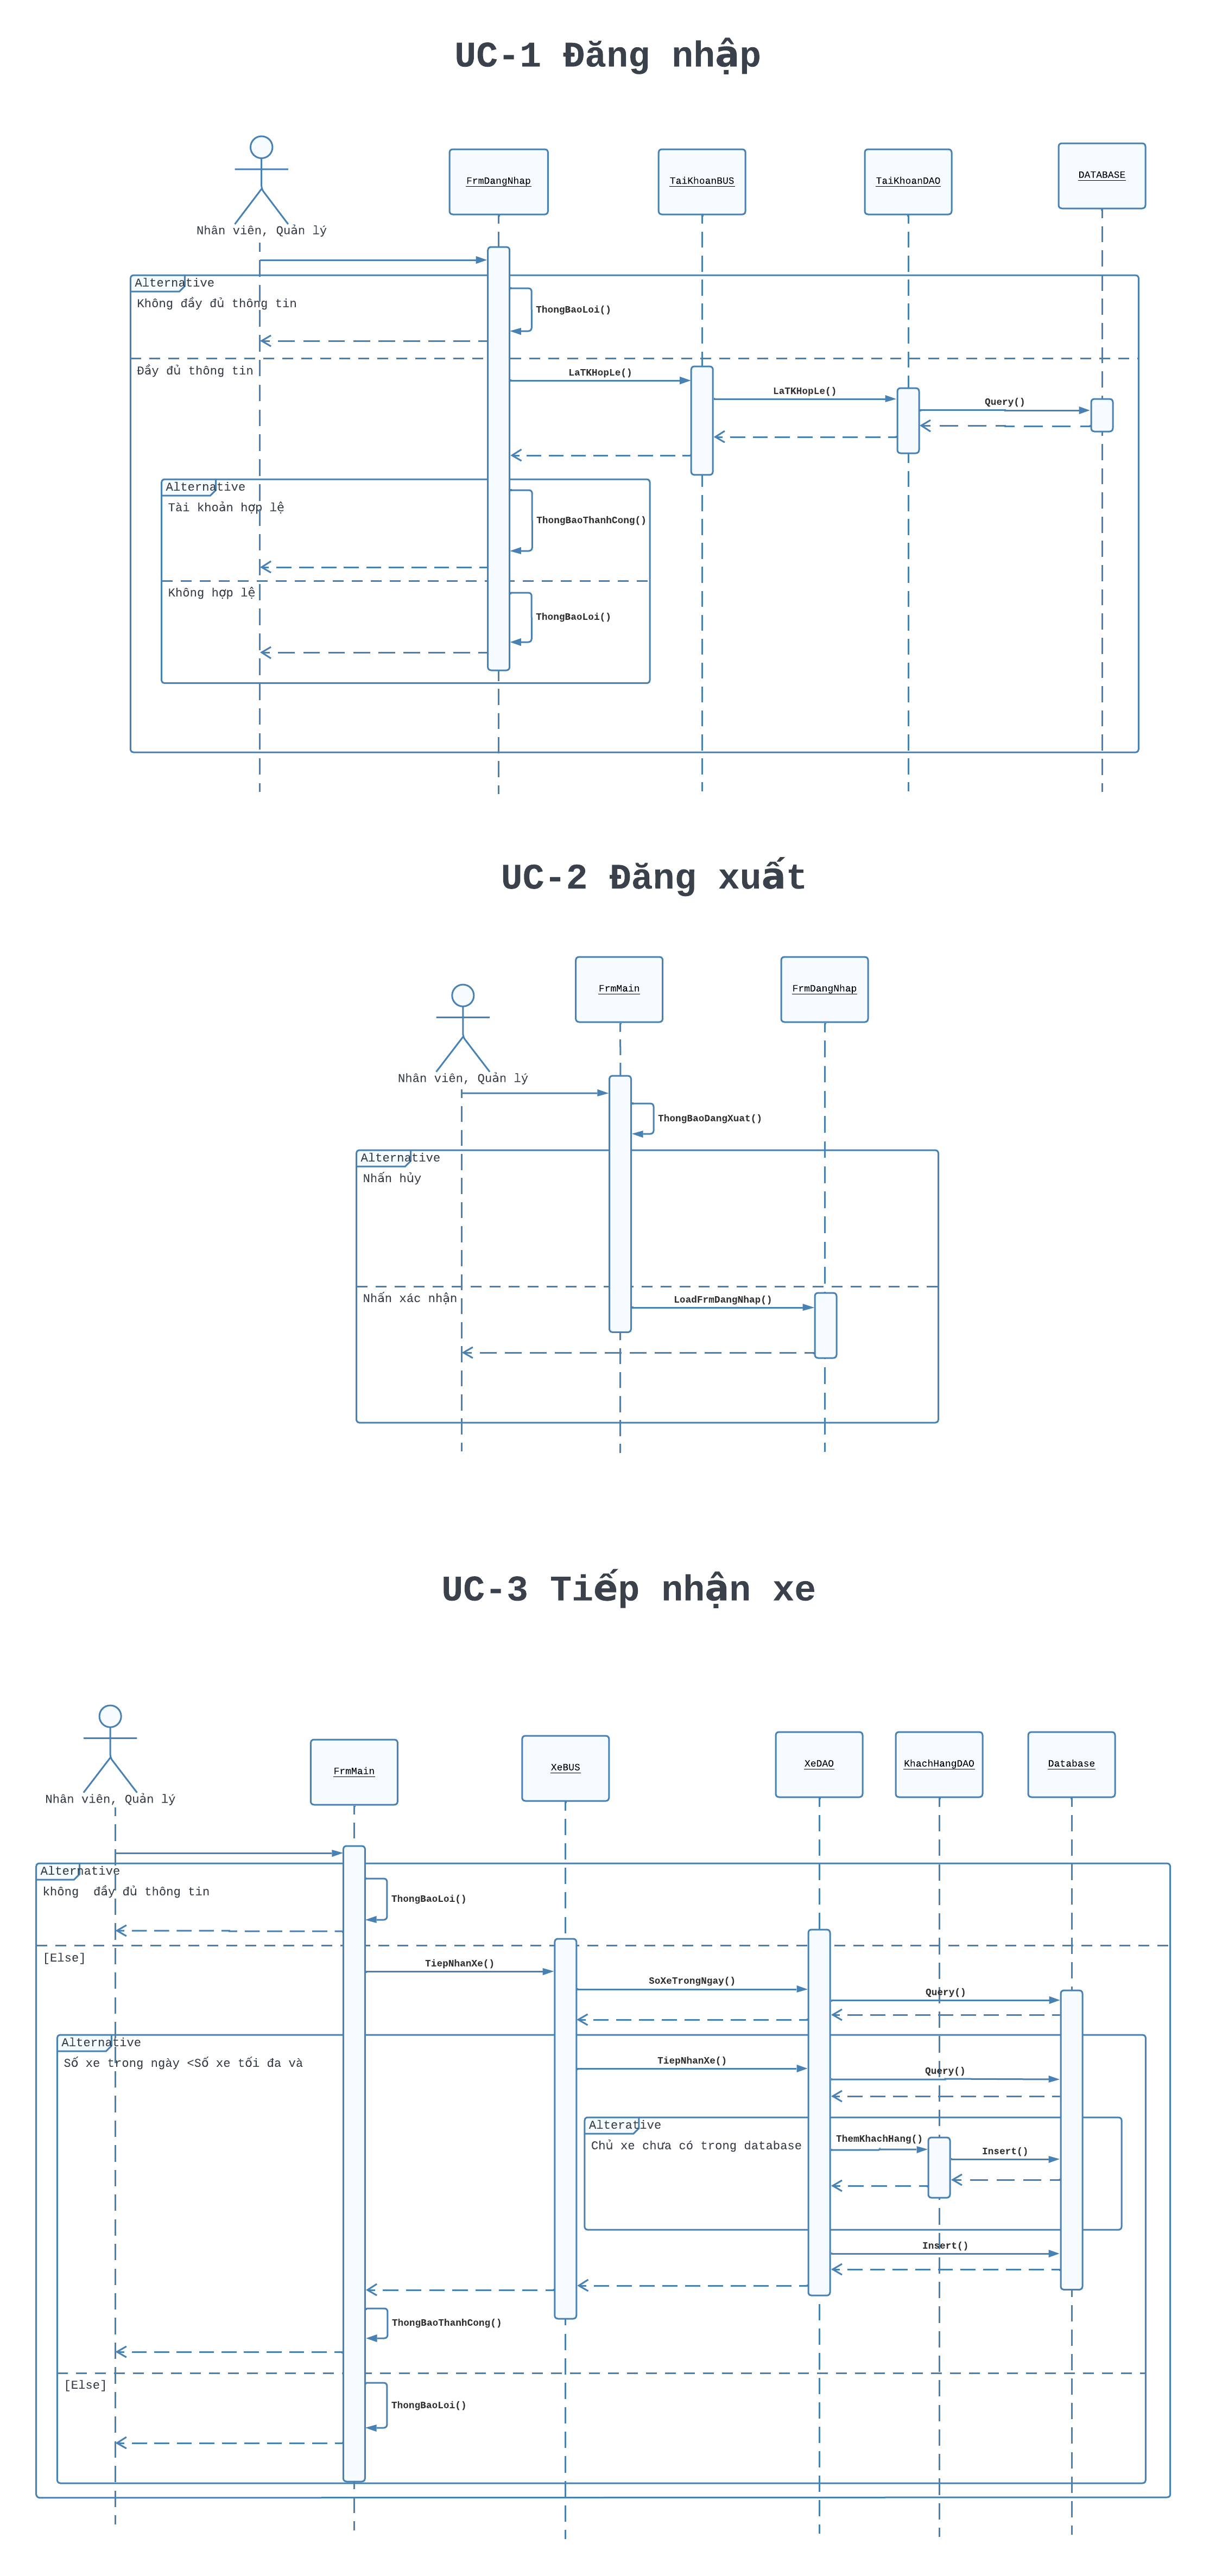 UC-1 Đăng nhập
Nhân viên, Quản lý
FrmDangNhap
TaiKhoanBUS
TaiKhoanDAO
DATABASE
Alternative
Không đầy đủ thông tin
ThongBaoLoi()
Đầy đủ thông tin
LaTKHopLe()
LaTKHopLe()
Query()
Alternative
Tài khoản hợp lệ
ThongBaoThanhCong()
Không hợp lệ
ThongBaoLoi()
UC-2 Đăng xuất
FrmMain
FrmDangNhap
Nhân viên, Quản lý
ThongBaoDangXuat()
Alternative
Nhấn hủy
Nhấn xác nhận
LoadFrmDangNhap()
UC-3 Tiếp nhận xe
Nhân viên, Quản lý
FrmMain
XeBUS
XeDAO
KhachHangDAO
Database
Alternative
không  đầy đủ thông tin
ThongBaoLoi()
[Else]
TiepNhanXe()
SoXeTrongNgay()
Query()
Alternative
Số xe trong ngày <Số xe tối đa và
TiepNhanXe()
Query()
Alterative
Chủ xe chưa có trong database
ThemKhachHang()
Insert()
Insert()
ThongBaoThanhCong()
[Else]
ThongBaoLoi()